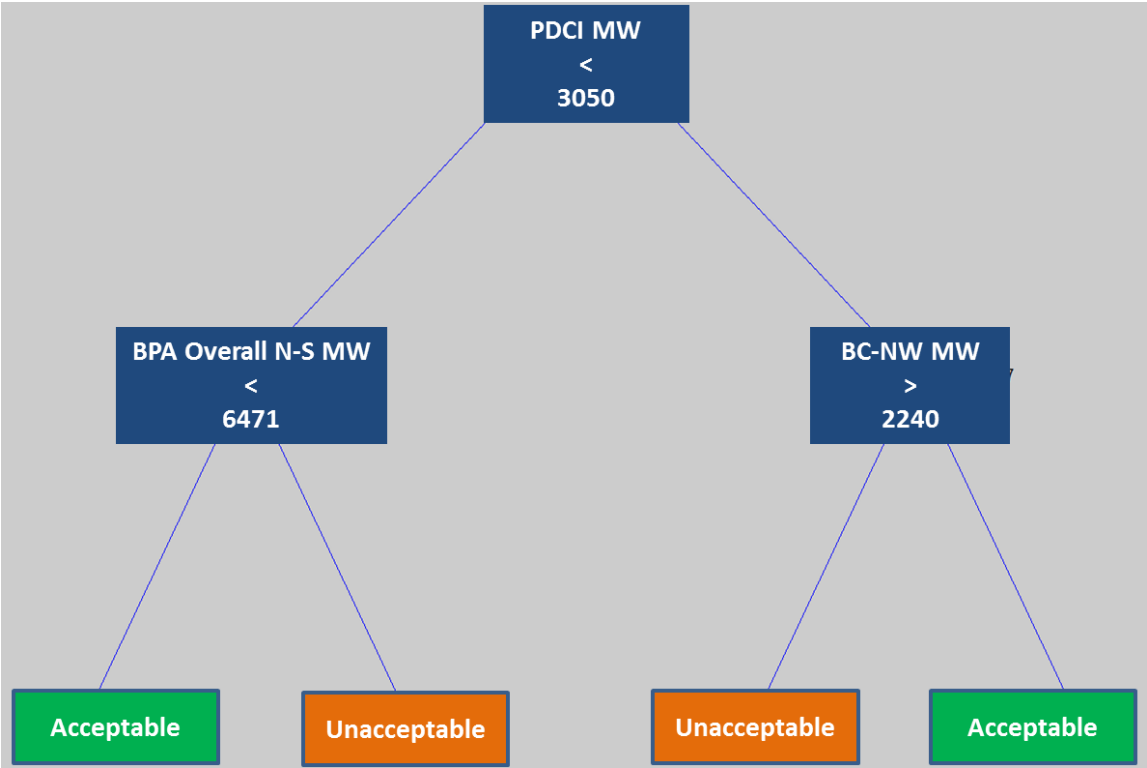 PDCI MW
<
3050
BPA Overall N-S MW
<
6471
BC-NW MW
>
2240
Acceptable
Unacceptable
Unacceptable
Acceptable